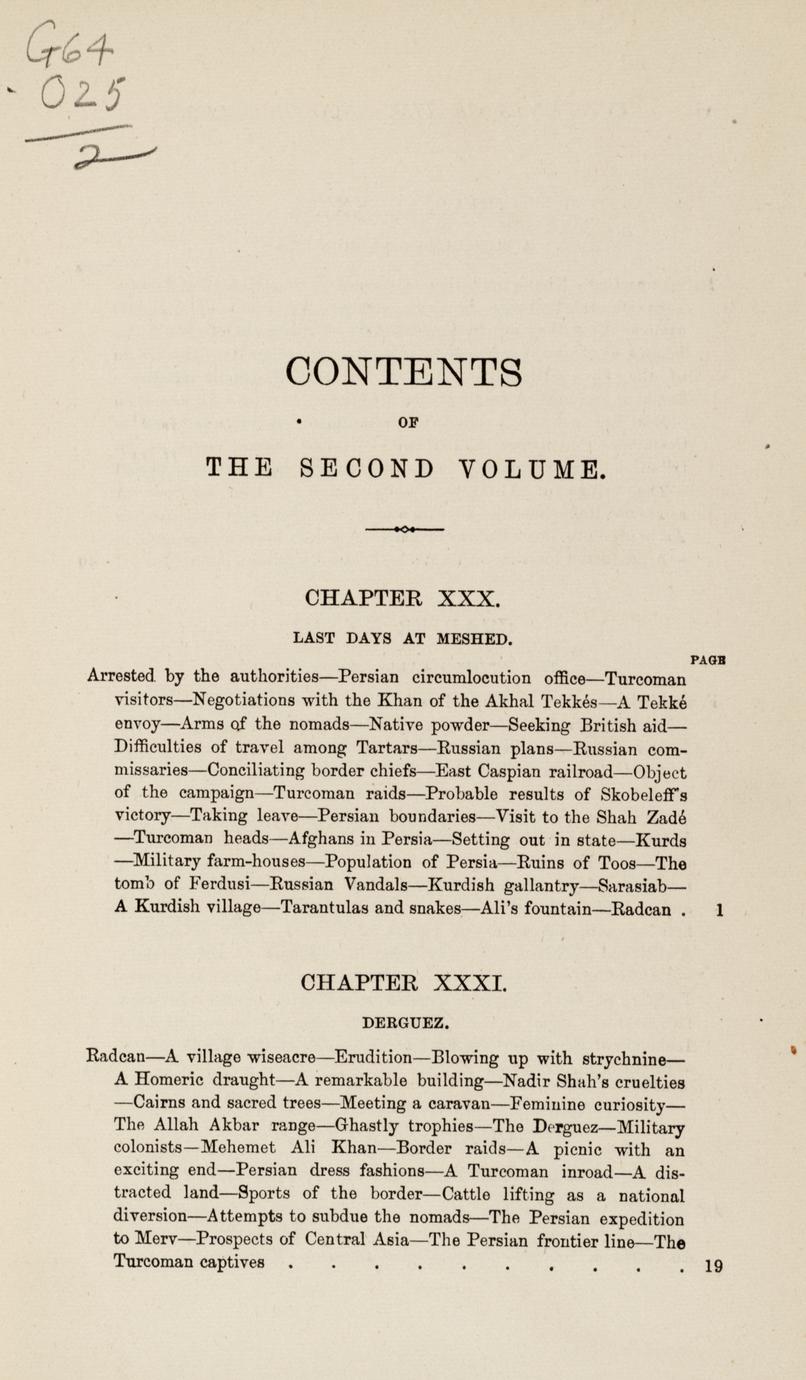 G64
025
2
CONTENTS
OF
THE SECOND VOLUME.
CHAPTER XXX.
LAST DAYS AT MESHED.
PAGE
Arrested by the authorities—Persian circumlocution office—Turcoman
visitors—Negotiations with the Khan of the Akhal Tekkés—A Tekké
envoy—Arms of the nomads—Native powder—Seeking British aid—
Difficulties of travel among Tartars—Russian plans—Russian com-
missaries—Conciliating border chiefs—East Caspian railroad—Object
of the campaign—Turcoman raids—Probable results of Skobeleff's
victory—Taking leave—Persian boundaries—Visit to the Shah Zadé
—Turcoman heads—Afghans in Persia—Setting out in state—Kurds
—Military farm-houses—Population of Persia—Ruins of Toos—The
tomb of Ferdusi—Russian Vandals—Kurdish gallantry—Sarasiab—
A Kurdish village—Tarantulas and snakes—Ali's fountain—Radcan . 1
CHAPTER XXXI.
DERGUEZ.
Radcan—A village wiseacre—Erudition—Blowing up with strychnine—
A Homeric draught—A remarkable building—Nadir Shah's cruelties
—Cairns and sacred trees—Meeting a caravan—Feminine curiosity—
The Allah Akbar range—Ghastly trophies—The Derguez—Military
colonists—Mehemet Ali Khan—Border raids—A picnic with an
exciting end—Persian dress fashions—A Turcoman inroad—A dis-
tracted land—Sports of the border—Cattle lifting as a national
diversion—Attempts to subdue the nomads—The Persian expedition
to Merv—Prospects of Central Asia—The Persian frontier line—The
Turcoman captives . . . . . . . . . . 19